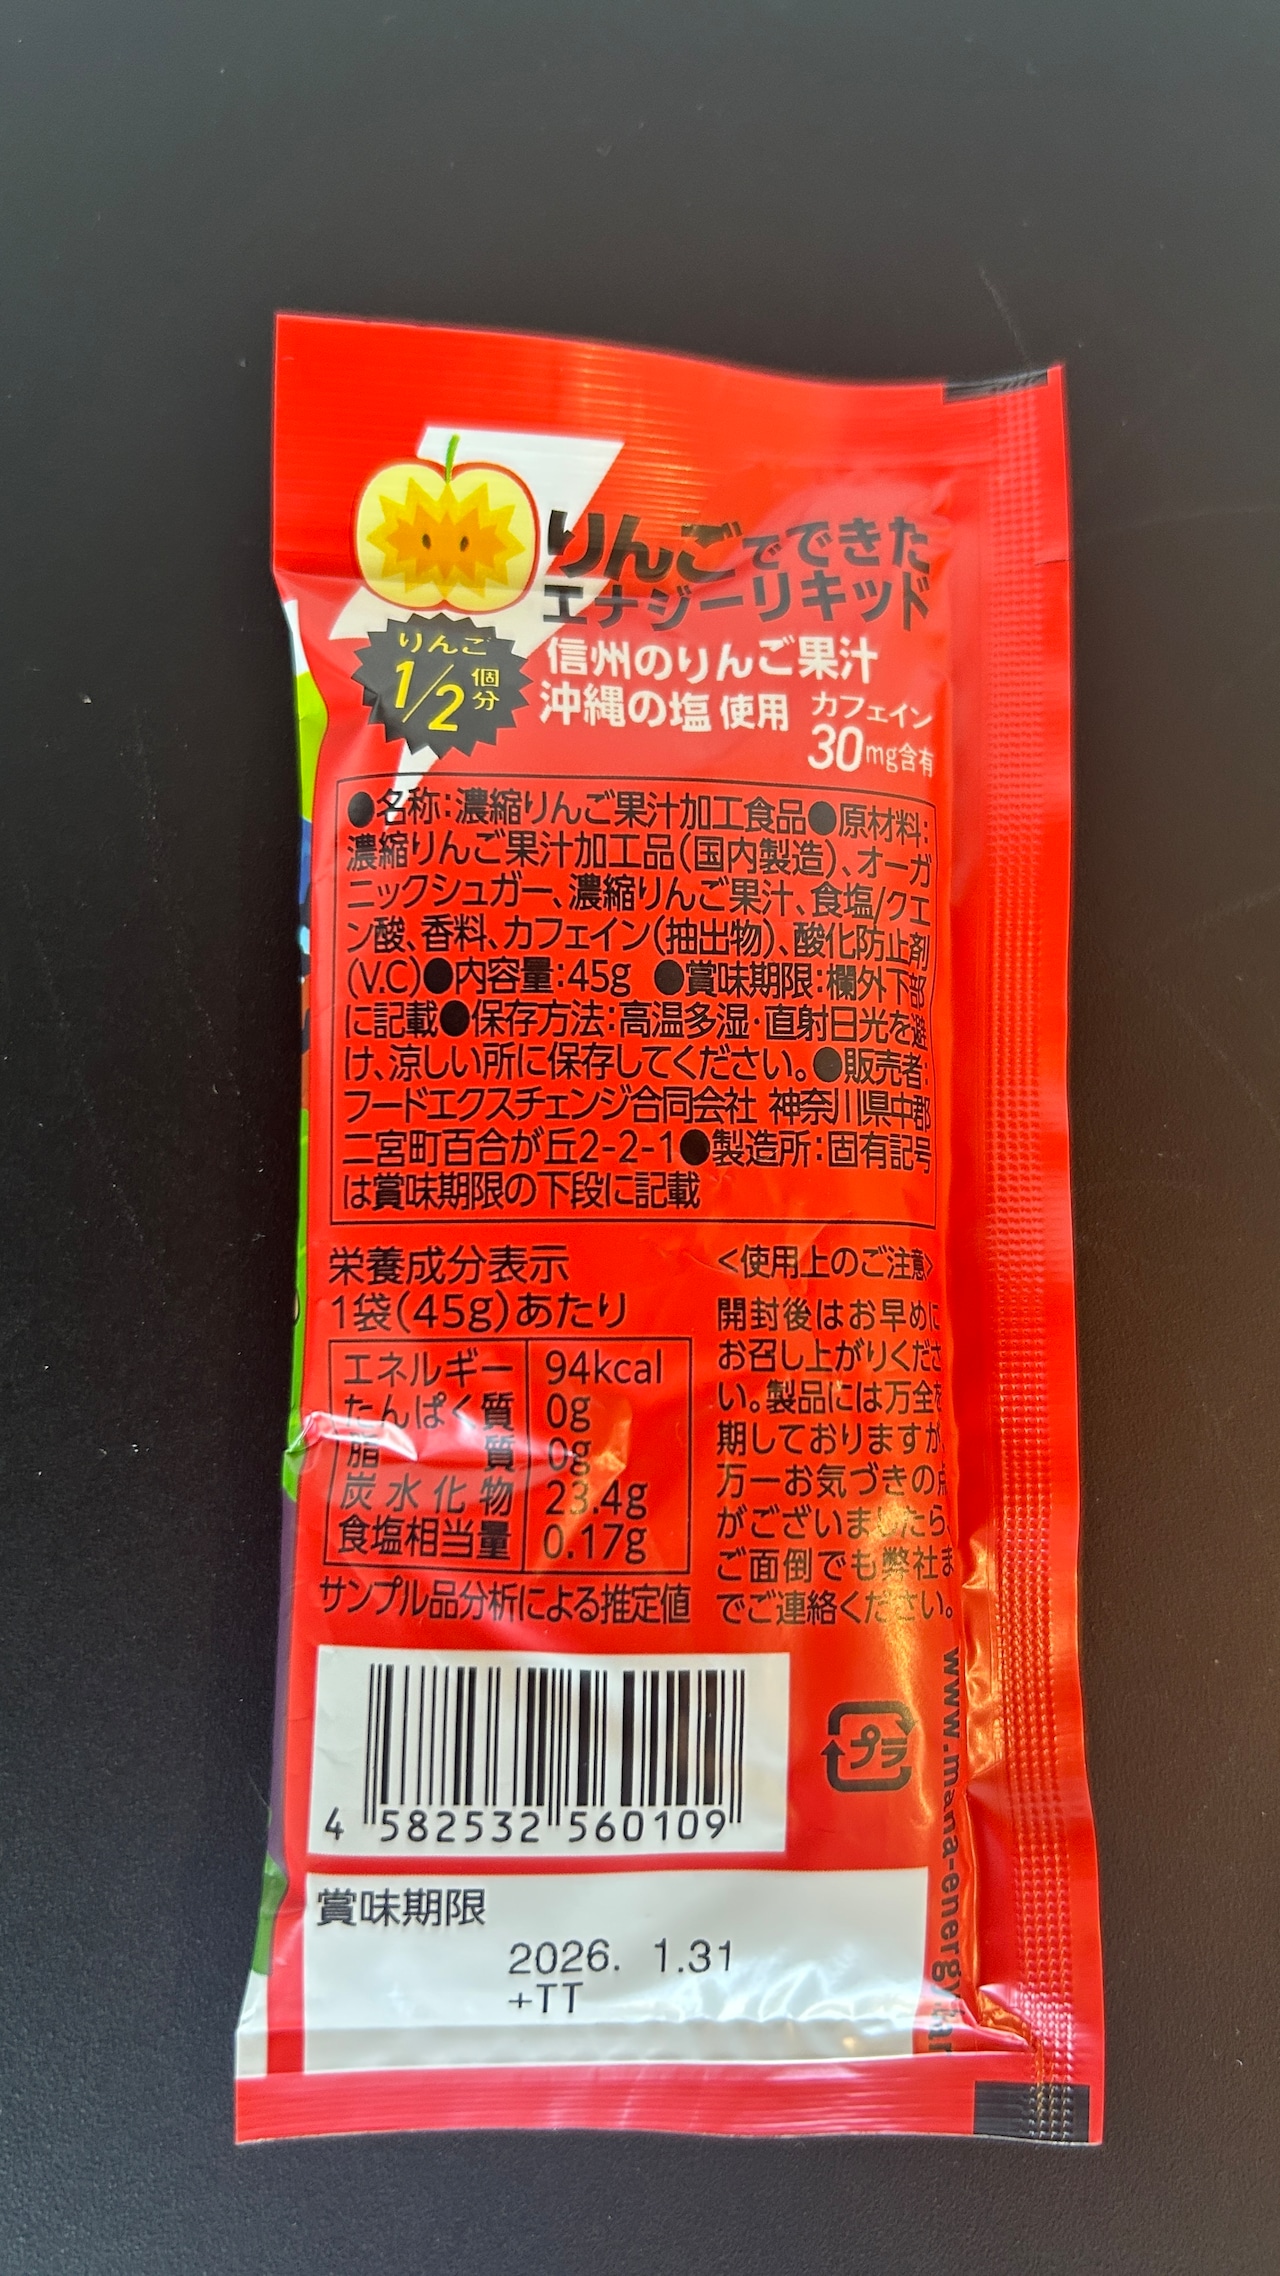 りんごでできた
エナジーリキッド
りんご
1/2個分
信州のりんご果汁
沖縄の塩 使用
カフェイン
30mg含有
●名称:濃縮りんご果汁加工食品●原材料:
濃縮りんご果汁加工品(国内製造)、オーガ
ニックシュガー、濃縮りんご果汁、食塩/クエ
ン酸、香料、カフェイン(抽出物)、酸化防止剤
(V.C)●内容量:45g ●賞味期限:欄外下部
に記載●保存方法:高温多湿・直射日光を避
け、涼しい所に保存してください。●販売者:
フードエクスチェンジ合同会社 神奈川県中郡
二宮町百合が丘2-2-1●製造所:固有記号
は賞味期限の下段に記載
栄養成分表示
1袋(45g)あたり
エネルギー 94kcal
たんぱく質 0g
脂質 0g
炭水化物 23.4g
食塩相当量 0.17g
サンプル品分析による推定値
<使用上のご注意>
開封後はお早めに
お召し上がりくださ
い。製品には万全を
期しておりますが、
万一お気づきの点
がございましたら、
ご面倒でも弊社ま
でご連絡ください。
プラ
4 582532 560109
賞味期限
2026. 1.31
+TT